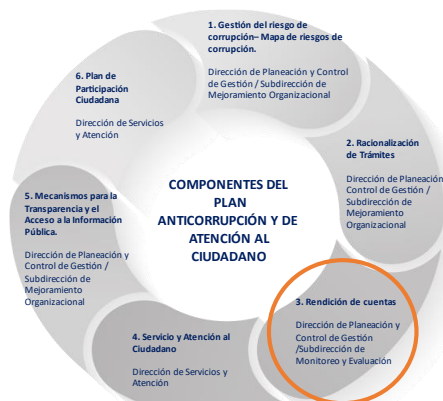 1. Gestión del riesgo de
corrupción– Mapa de riesgos de
corrupción.
Dirección de Planeación y Control
de Gestión / Subdirección de
Mejoramiento Organizacional
2. Racionalización
de Trámites
Dirección de Planeación
Control de Gestión /
Subdirección de
Mejoramiento
Organizacional
3. Rendición de cuentas
Dirección de Planeación y
Control de Gestión
/Subdirección de
Monitoreo y Evaluación
4. Servicio y Atención al
Ciudadano
Dirección de Servicios y
Atención
5. Mecanismos para la
Transparencia y el
Acceso a la Información
Pública.
Dirección de Planeación y
Control de Gestión /
Subdirección de
Mejoramiento
Organizacional
6. Plan de
Participación
Ciudadana
Dirección de Servicios
y Atención
COMPONENTES DEL
PLAN
ANTICORRUPCIÓN Y DE
ATENCIÓN AL
CIUDADANO